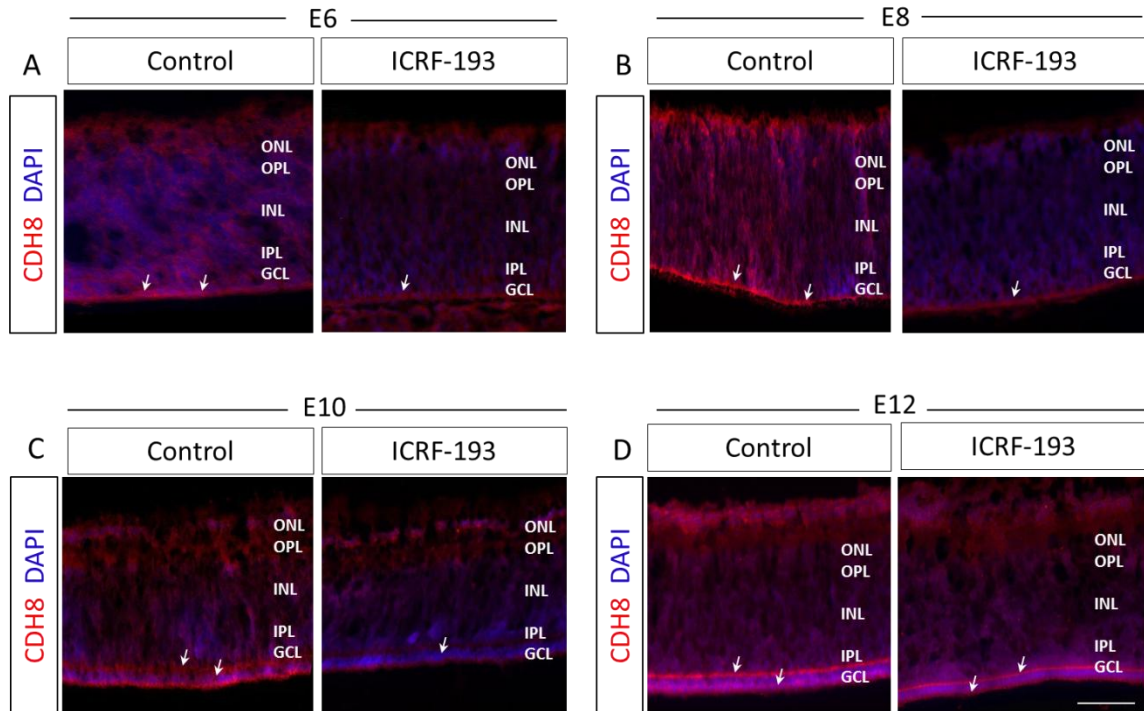 E6
A
Control
ICRF-193
CDH8 DAPI
ONL
OPL
INL
IPL
GCL
ONL
OPL
INL
IPL
GCL
E8
B
Control
ICRF-193
CDH8 DAPI
ONL
OPL
INL
IPL
GCL
ONL
OPL
INL
IPL
GCL
E10
C
Control
ICRF-193
CDH8 DAPI
ONL
OPL
INL
IPL
GCL
ONL
OPL
INL
IPL
GCL
E12
D
Control
ICRF-193
CDH8 DAPI
ONL
OPL
INL
IPL
GCL
ONL
OPL
INL
IPL
GCL